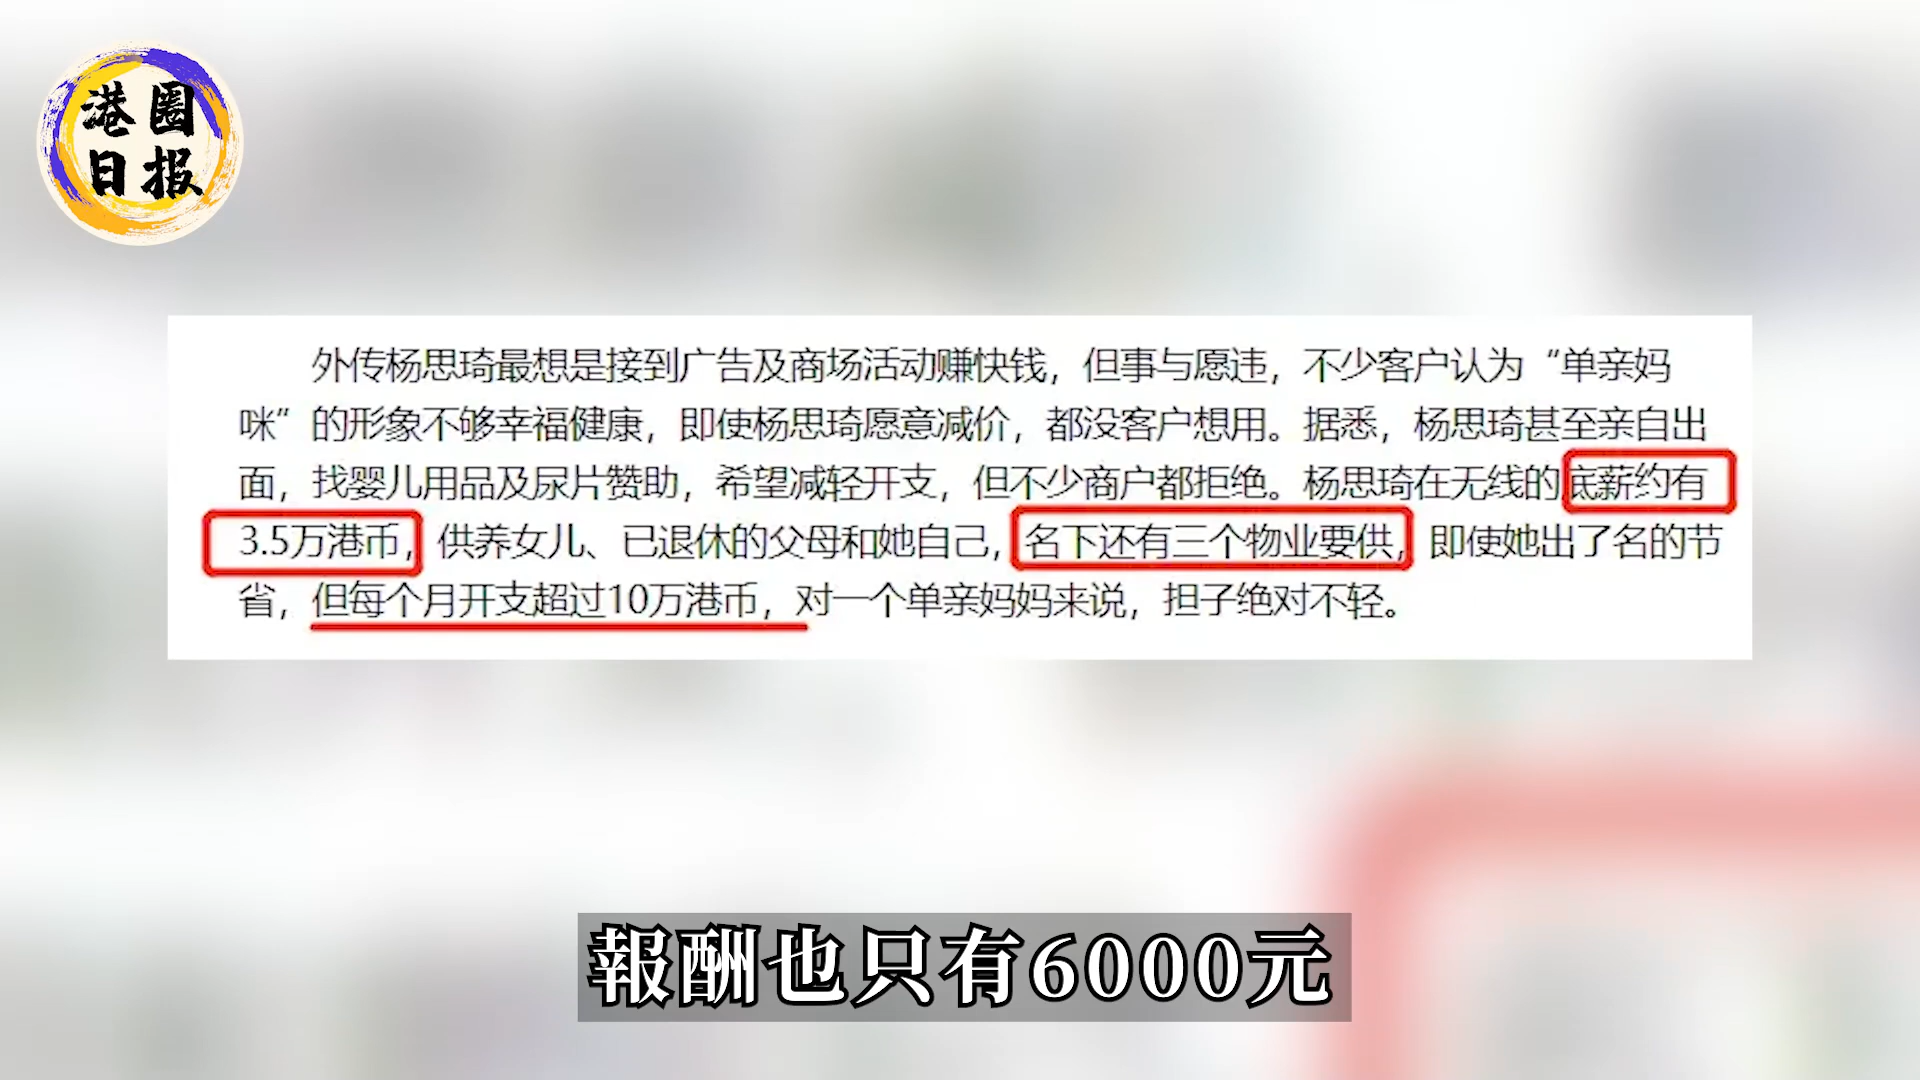 港圈
日报
外传杨思琦最想是接到广告及商场活动赚快钱，但事与愿违，不少客户认为“单亲妈
咪”的形象不够幸福健康，即使杨思琦愿意减价，都没客户想用。据悉，杨思琦甚至亲自出
面，找婴儿用品及尿片赞助，希望减轻开支，但不少商户都拒绝。杨思琦在无线的底薪约有
3.5万港币，供养女儿、已退休的父母和她自己，名下还有三个物业要供，即使她出了名的节
省，但每个月开支超过10万港币，对一个单亲妈妈来说，担子绝对不轻。
報酬也只有6000元